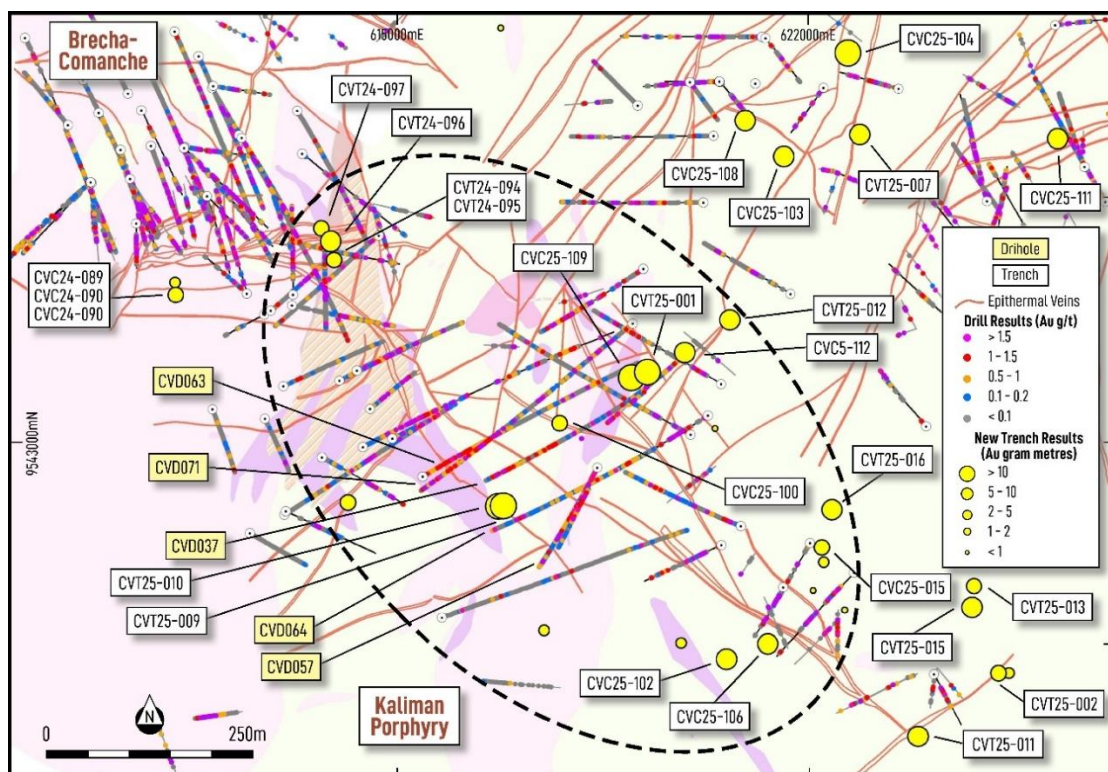 Brecha-
Comanche
615000mE
622000mE
CVC25-104
CVT24-097
CVT24-096
CVT24-094
CVT24-095
CVC25-108
CVT25-007
CVC25-103
CVC25-111
CVC24-089
CVC24-090
CVC24-090
CVC25-109
CVT25-001
CVT25-012
CVC5-112
Drihole
Trench
Epithermal Veins
Drill Results (Au g/t)
> 1.5
1 - 1.5
0.5 - 1
0.1 - 0.2
< 0.1
New Trench Results
(Au gram metres)
> 10
5 - 10
2 - 5
1 - 2
< 1
9543000mN
CVD063
CVD071
CVD037
CVT25-010
CVT25-009
CVD064
CVD057
CVT25-016
CVC25-100
CVC25-015
CVT25-013
CVT25-015
CVC25-102
CVC25-106
CVT25-002
CVT25-011
Kaliman
Porphyry
N
0
250m